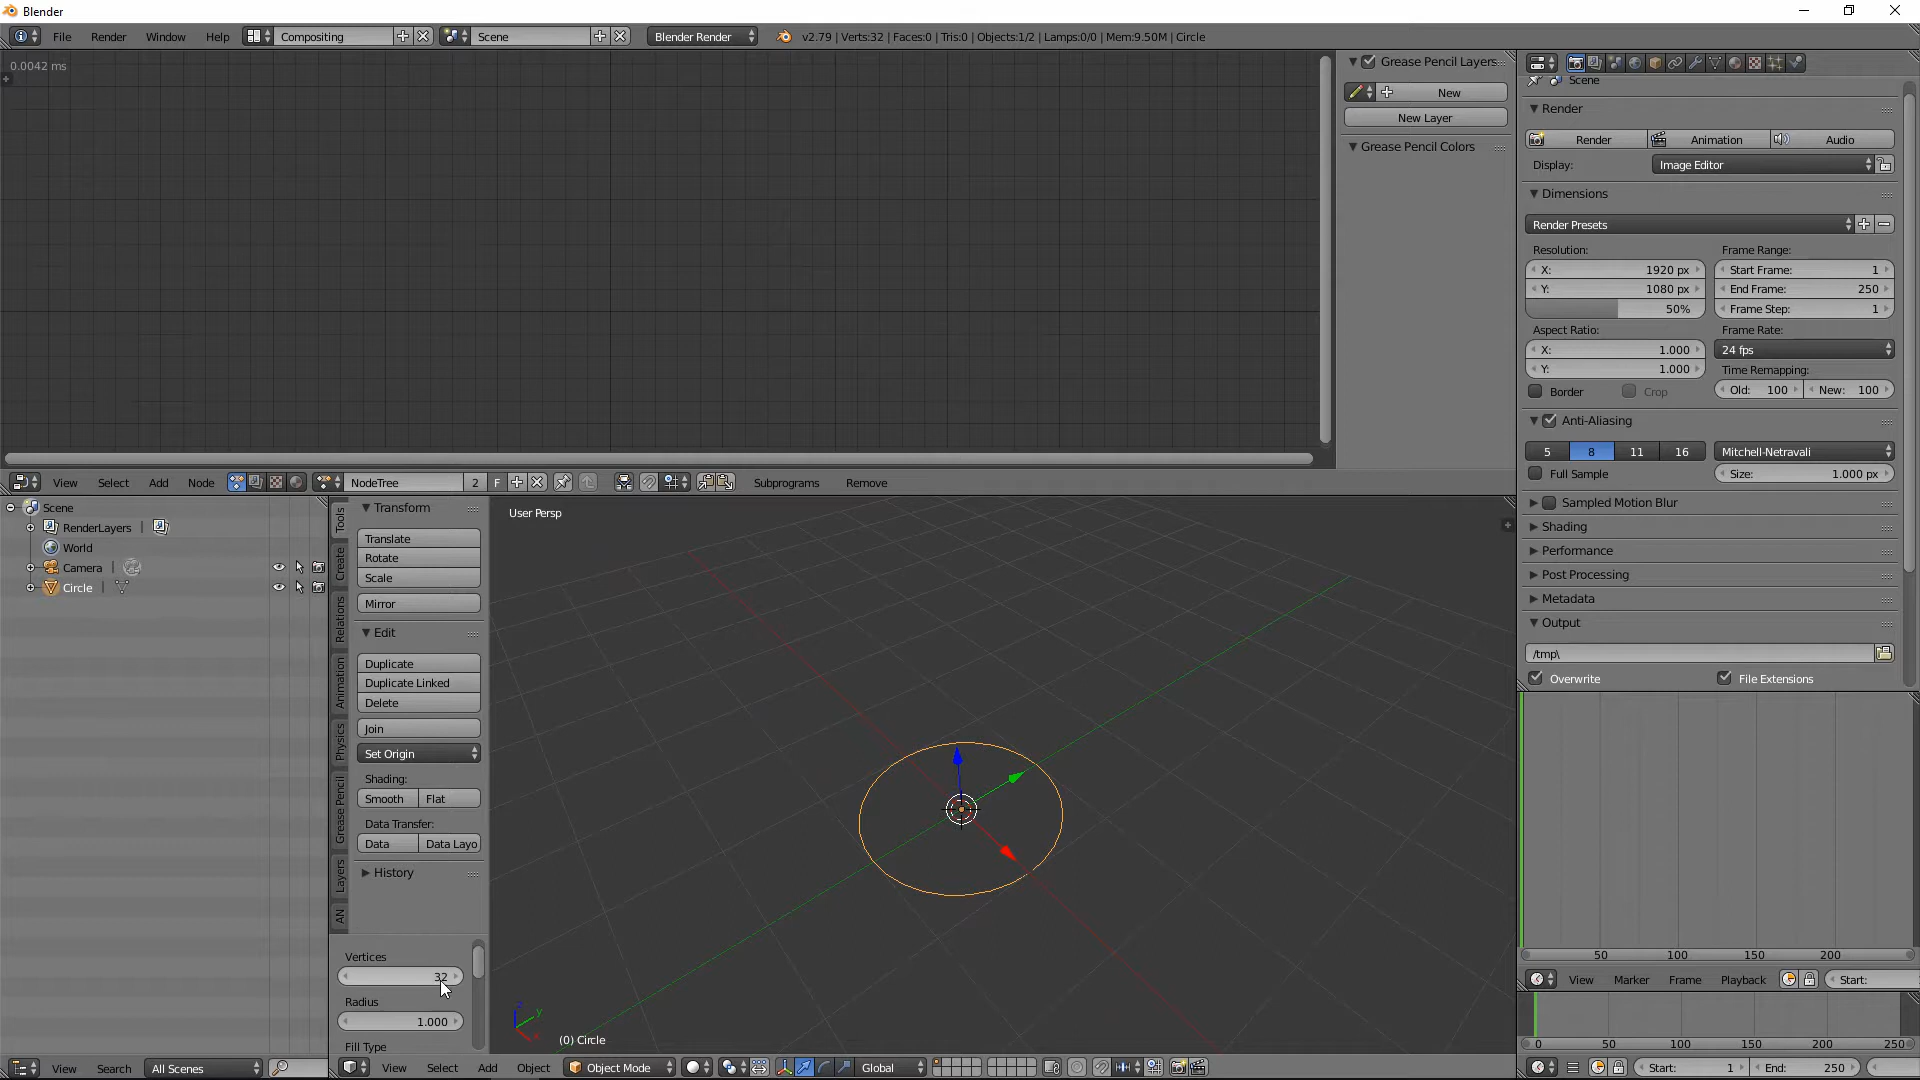 Blender
File Render Window Help Compositing Scene Blender Render v2.79 | Verts:32 | Faces:0 | Tris:0 | Objects:1/2 | Lamps:0/0 | Mem:9.50M | Circle
0.0042 ms
Grease Pencil Layers
New
New Layer
Grease Pencil Colors
View Select Add Node NodeTree 2 F Subprograms Remove
Scene
RenderLayers |
World
Camera |
Circle |
View Search All Scenes
Tools
Create
Relations
Animation
Physics
Grease Pencil
Layers
AN
Transform
Translate
Rotate
Scale
Mirror
Edit
Duplicate
Duplicate Linked
Delete
Join
Set Origin
Shading:
Smooth Flat
Data Transfer:
Data Data Layo
History
Vertices
32
Radius
1.000
Fill Type
User Persp
z
y
x
(0) Circle
View Select Add Object Object Mode Global
Scene
Render
Render Animation Audio
Display: Image Editor
Dimensions
Render Presets
Resolution: Frame Range:
X: 1920 px Start Frame: 1
Y: 1080 px End Frame: 250
50% Frame Step: 1
Aspect Ratio: Frame Rate:
X: 1.000 24 fps
Y: 1.000 Time Remapping:
Border Crop Old: 100 New: 100
Anti-Aliasing
5 8 11 16 Mitchell-Netravali
Full Sample Size: 1.000 px
Sampled Motion Blur
Shading
Performance
Post Processing
Metadata
Output
/tmp\
Overwrite File Extensions
50 100 150 200
View Marker Frame Playback Start:
0 50 100 150 200 250
Start: 1 End: 250